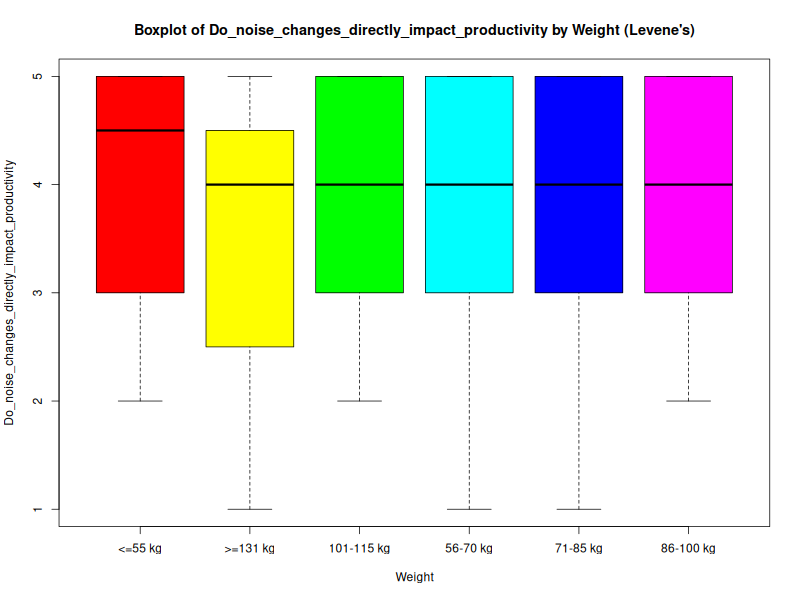 Boxplot of Do_noise_changes_directly_impact_productivity by Weight (Levene's)
Do_noise_changes_directly_impact_productivity
5
4
3
2
1
<=55 kg >=131 kg 101-115 kg 56-70 kg 71-85 kg 86-100 kg
Weight